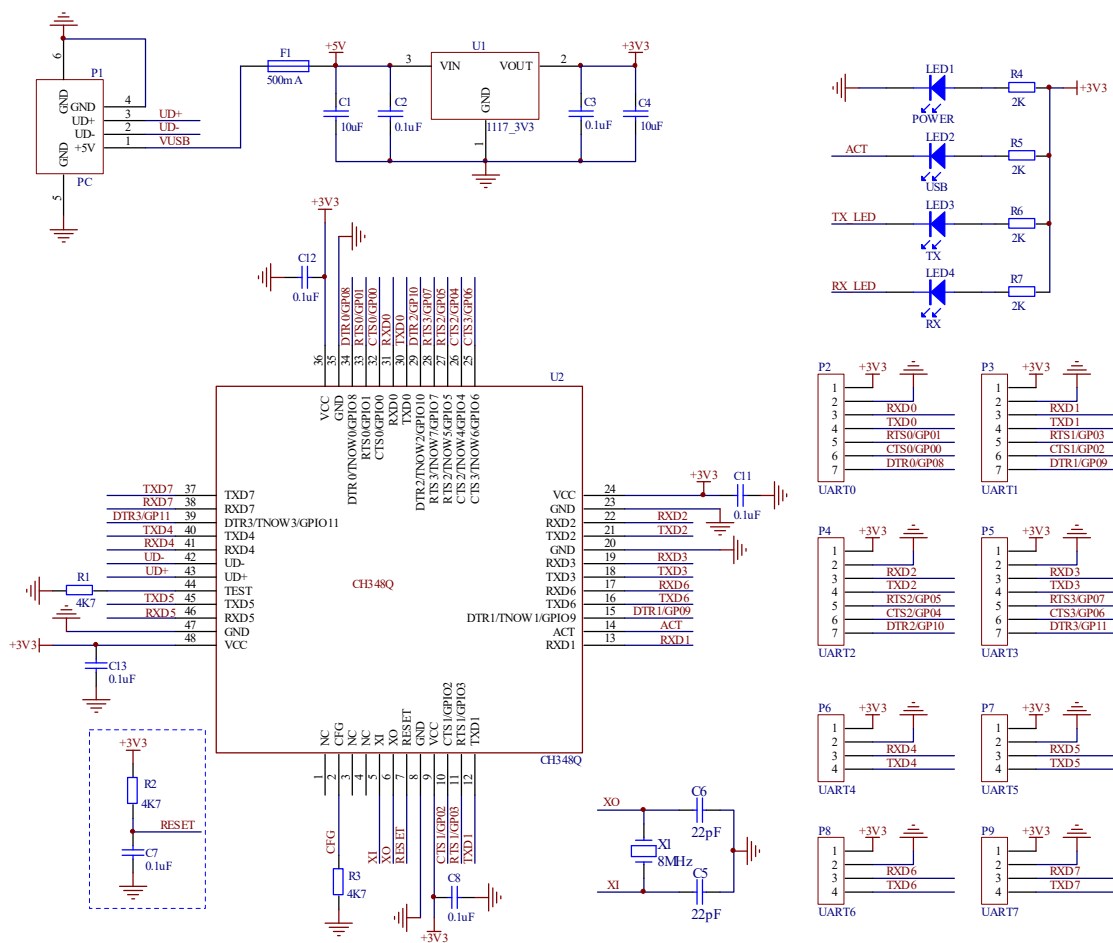 6
P1
GND
GND
4
UD+
3
UD+
UD-
2
UD-
+5V
1
VUSB
GND
PC
5
F1
500mA
+5V
C1
10uF
C2
0.1uF
3
U1
VIN
VOUT
GND
1117_3V3
1
2
C3
0.1uF
+3V3
C4
10uF
LED1
R4
+3V3
POWER
2K
LED2
R5
ACT
USB
2K
LED3
R6
TX_LED
TX
2K
LED4
R7
RX_LED
RX
2K
+3V3
C12
0.1uF
DTR0/GP08
RTS0/GP01
CTS0/GP00
RXD0
TXD0
DTR2/GP10
RTS3/GP07
RTS2/GP05
CTS2/GP04
CTS3/GP06
36
35
34
33
32
31
30
29
28
27
26
25
U2
VCC
GND
DTR0/TNOW0/GPIO8
RTS0/GPIO1
CTS0/GPIO0
RXD0
TXD0
DTR2/TNOW2/GPIO10
RTS3/TNOW7/GPIO7
RTS2/TNOW5/GPIO5
CTS2/TNOW4/GPIO4
CTS3/TNOW6/GPIO6
TXD7
37
TXD7
RXD7
38
RXD7
DTR3/GP11
39
DTR3/TNOW3/GPIO11
TXD4
40
TXD4
RXD4
41
RXD4
UD-
42
UD-
UD+
43
UD+
R1
4K7
44
TEST
TXD5
45
TXD5
RXD5
46
RXD5
47
GND
+3V3
48
VCC
C13
0.1uF
CH348Q
VCC
24
+3V3
C11
0.1uF
GND
23
RXD2
22
RXD2
TXD2
21
TXD2
GND
20
RXD3
19
RXD3
TXD3
18
TXD3
RXD6
17
RXD6
TXD6
16
TXD6
DTR1/TNOW1/GPIO9
15
DTR1/GP09
ACT
14
ACT
RXD1
13
RXD1
NC
CFG
NC
NC
XI
XO
RESET
GND
VCC
CTS1/GPIO2
RTS1/GPIO3
TXD1
CH348Q
1
2
3
4
5
6
7
8
9
10
11
12
CFG
XI
XO
RESET
CTS1/GP02
RTS1/GP03
TXD1
R3
4K7
C8
0.1uF
+3V3
+3V3
R2
4K7
RESET
C7
0.1uF
XO
C6
22pF
X1
8MHz
XI
C5
22pF
P2
+3V3
1
2
3
RXD0
4
TXD0
5
RTS0/GP01
6
CTS0/GP00
7
DTR0/GP08
UART0
P3
+3V3
1
2
3
RXD1
4
TXD1
5
RTS1/GP03
6
CTS1/GP02
7
DTR1/GP09
UART1
P4
+3V3
1
2
3
RXD2
4
TXD2
5
RTS2/GP05
6
CTS2/GP04
7
DTR2/GP10
UART2
P5
+3V3
1
2
3
RXD3
4
TXD3
5
RTS3/GP07
6
CTS3/GP06
7
DTR3/GP11
UART3
P6
+3V3
1
2
3
RXD4
4
TXD4
UART4
P7
+3V3
1
2
3
RXD5
4
TXD5
UART5
P8
+3V3
1
2
3
RXD6
4
TXD6
UART6
P9
+3V3
1
2
3
RXD7
4
TXD7
UART7